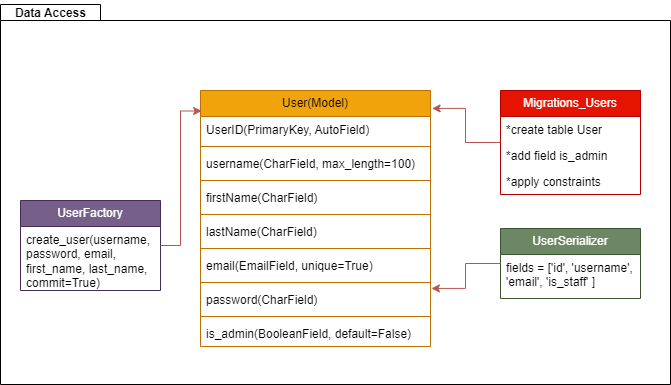 Data Access
User(Model)
UserID(PrimaryKey, AutoField)
username(CharField, max_length=100)
firstName(CharField)
lastName(CharField)
email(EmailField, unique=True)
password(CharField)
is_admin(BooleanField, default=False)
UserFactory
create_user(username,
password, email,
first_name, last_name,
commit=True)
Migrations_Users
*create table User
*add field is_admin
*apply constraints
UserSerializer
fields = ['id', 'username',
'email', 'is_staff' ]